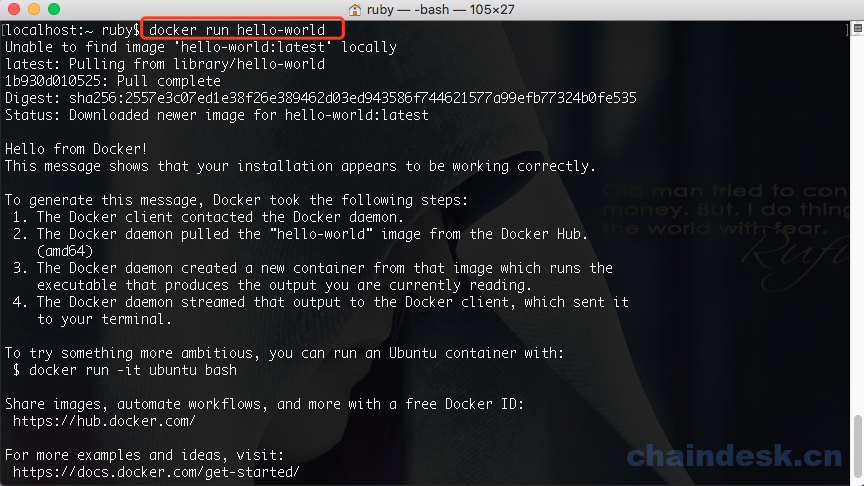 ruby — -bash — 105×27
[localhost:~ ruby$ docker run hello-world
Unable to find image 'hello-world:latest' locally
latest: Pulling from library/hello-world
1b930d010525: Pull complete
Digest: sha256:2557e3c07ed1e38f26e389462d03ed943586f744621577a99efb77324b0fe535
Status: Downloaded newer image for hello-world:latest
Hello from Docker!
This message shows that your installation appears to be working correctly.
To generate this message, Docker took the following steps:
1. The Docker client contacted the Docker daemon.
2. The Docker daemon pulled the "hello-world" image from the Docker Hub.
(amd64)
3. The Docker daemon created a new container from that image which runs the
executable that produces the output you are currently reading.
4. The Docker daemon streamed that output to the Docker client, which sent it
to your terminal.
To try something more ambitious, you can run an Ubuntu container with:
$ docker run -it ubuntu bash
Share images, automate workflows, and more with a free Docker ID:
https://hub.docker.com/
For more examples and ideas, visit:
https://docs.docker.com/get-started/
Old man tried to
money. But, I do
the world with fear.
chaindesk.cn